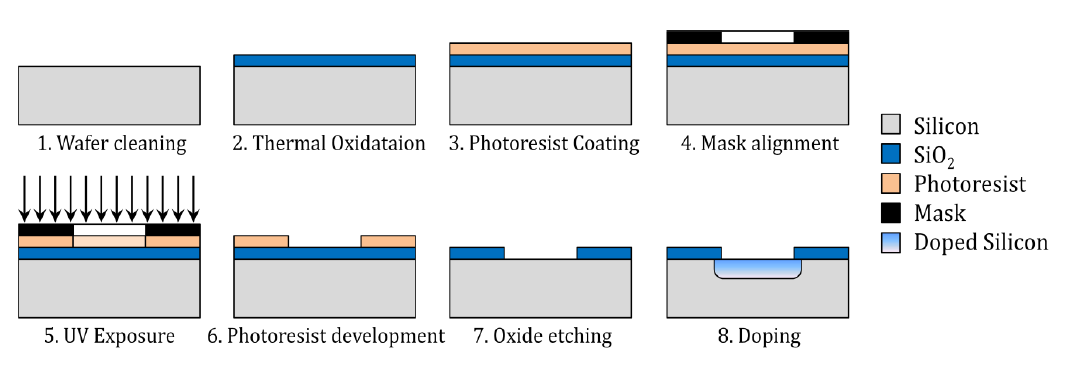 1. Wafer cleaning
2. Thermal Oxidataion
3. Photoresist Coating
4. Mask alignment
Silicon
SiO₂
Photoresist
Mask
Doped Silicon
5. UV Exposure
6. Photoresist development
7. Oxide etching
8. Doping